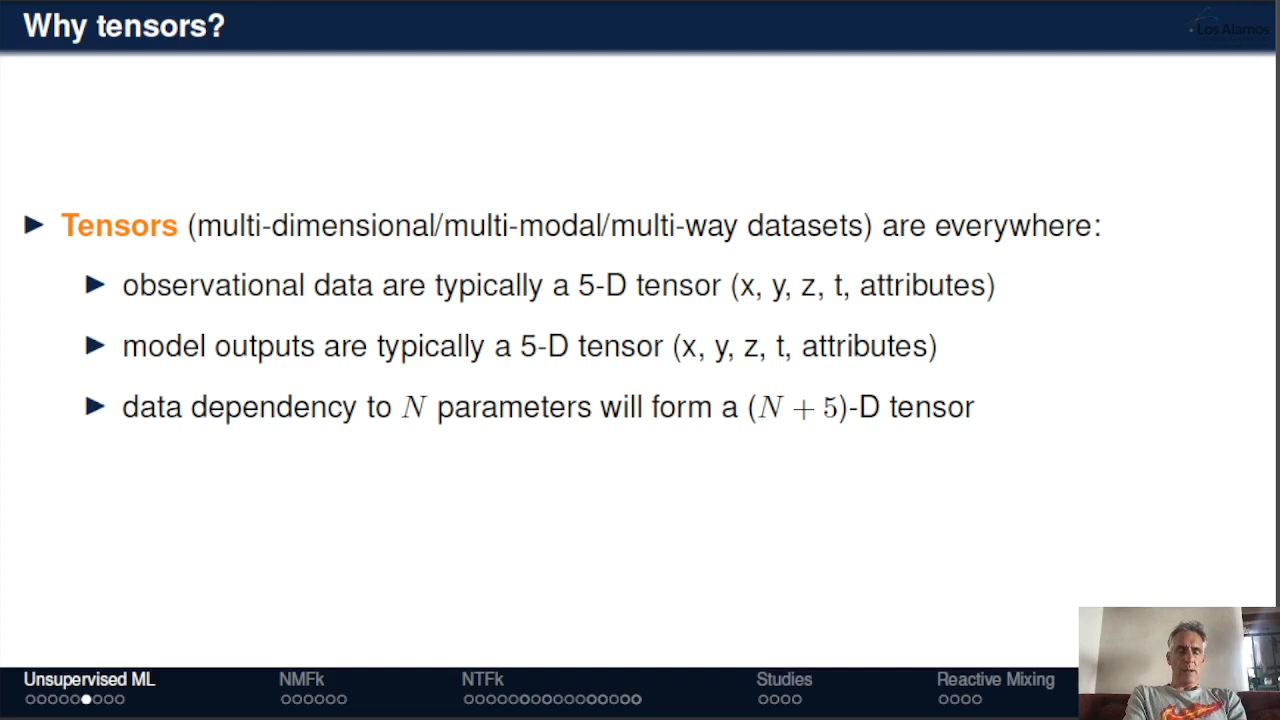 Why tensors?
Los Alamos
Tensors (multi-dimensional/multi-modal/multi-way datasets) are everywhere:
observational data are typically a 5-D tensor (x, y, z, t, attributes)
model outputs are typically a 5-D tensor (x, y, z, t, attributes)
data dependency to N parameters will form a (N + 5)-D tensor
Unsupervised ML NMFk NTFk Studies Reactive Mixing